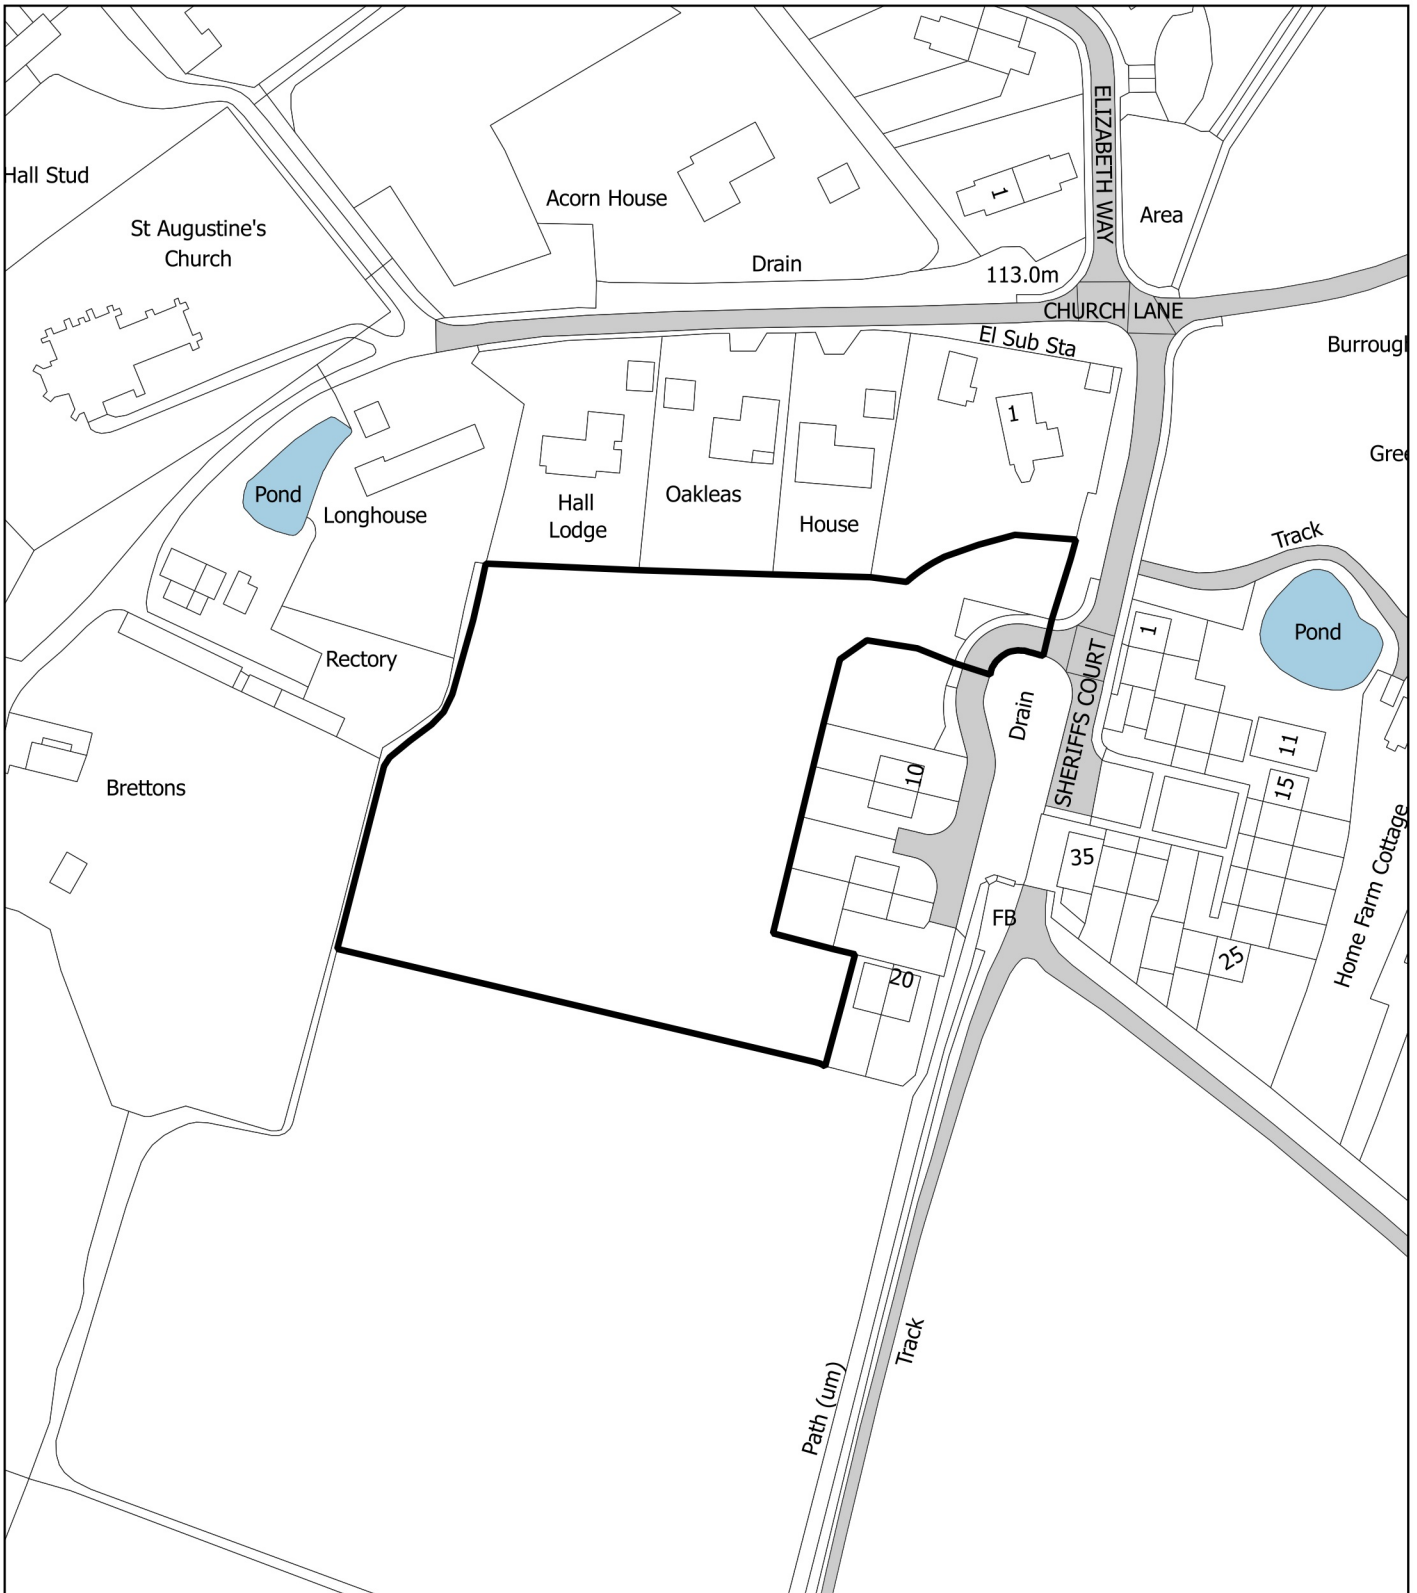 ELIZABETH WAY
Hall Stud
St Augustine's
Church
Acorn House
1
Area
Drain
113.0m
CHURCH LANE
El Sub Sta
Burrough
Gree
1
Pond
Longhouse
Hall
Lodge
Oakleas
House
Track
1
Pond
Rectory
SHERIFFS COURT
Drain
11
15
10
Brettons
35
Home Farm Cottage
FB
25
20
Track
Path (um)